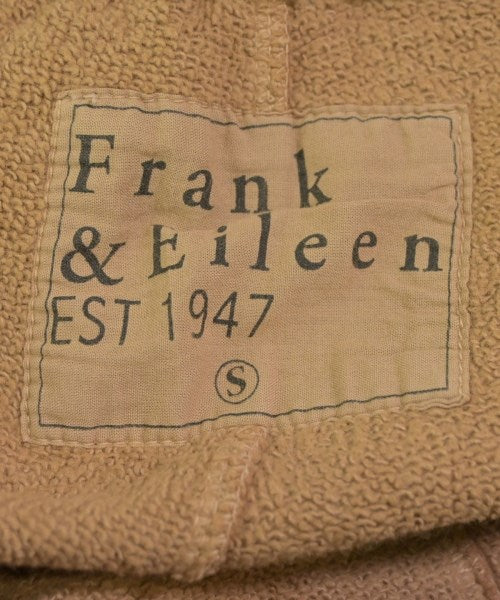 Frank
& Eileen
EST 1947
S